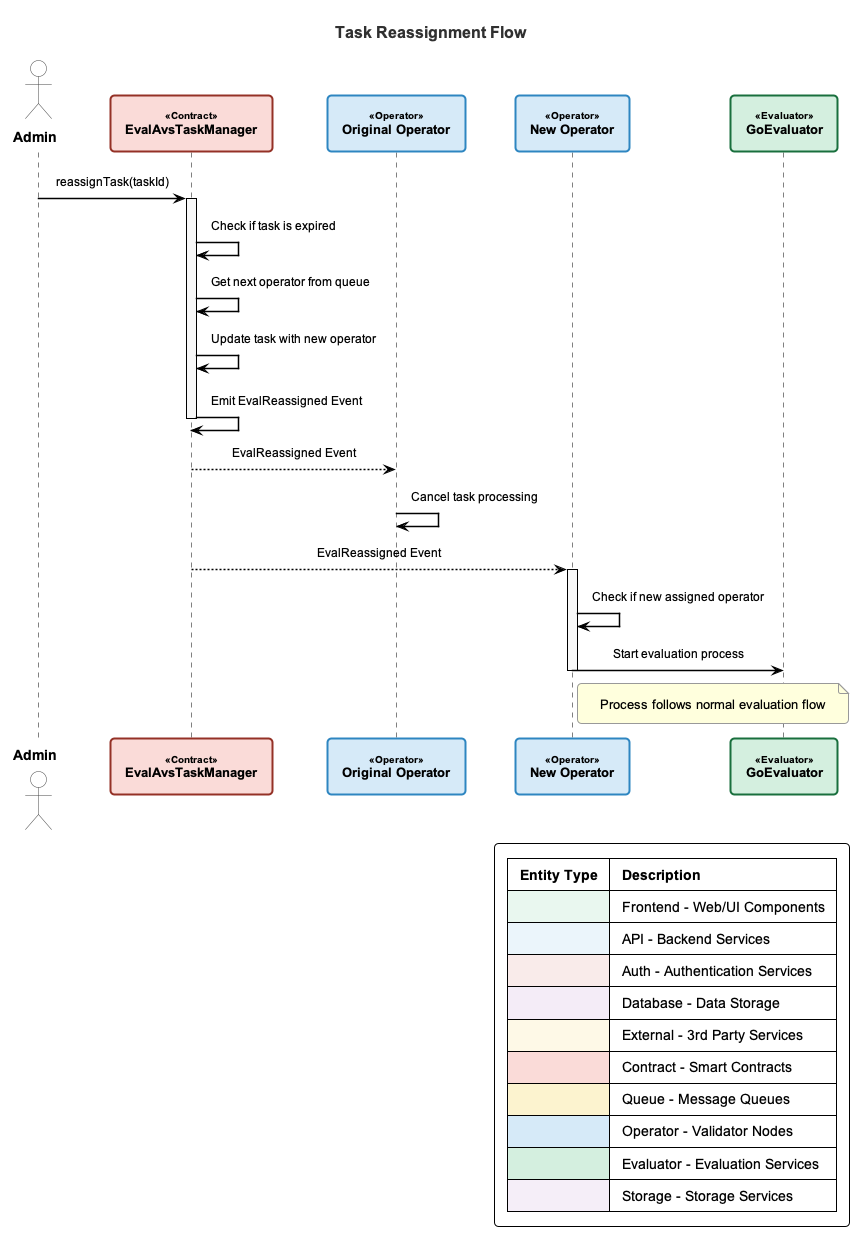 Task Reassignment Flow
Admin
«Contract»
EvalAvsTaskManager
«Operator»
Original Operator
«Operator»
New Operator
«Evaluator»
GoEvaluator
reassignTask(taskId)
Check if task is expired
Get next operator from queue
Update task with new operator
Emit EvalReassigned Event
EvalReassigned Event
Cancel task processing
EvalReassigned Event
Check if new assigned operator
Start evaluation process
Process follows normal evaluation flow
Admin
«Contract»
EvalAvsTaskManager
«Operator»
Original Operator
«Operator»
New Operator
«Evaluator»
GoEvaluator
Entity Type Description
Frontend - Web/UI Components
API - Backend Services
Auth - Authentication Services
Database - Data Storage
External - 3rd Party Services
Contract - Smart Contracts
Queue - Message Queues
Operator - Validator Nodes
Evaluator - Evaluation Services
Storage - Storage Services